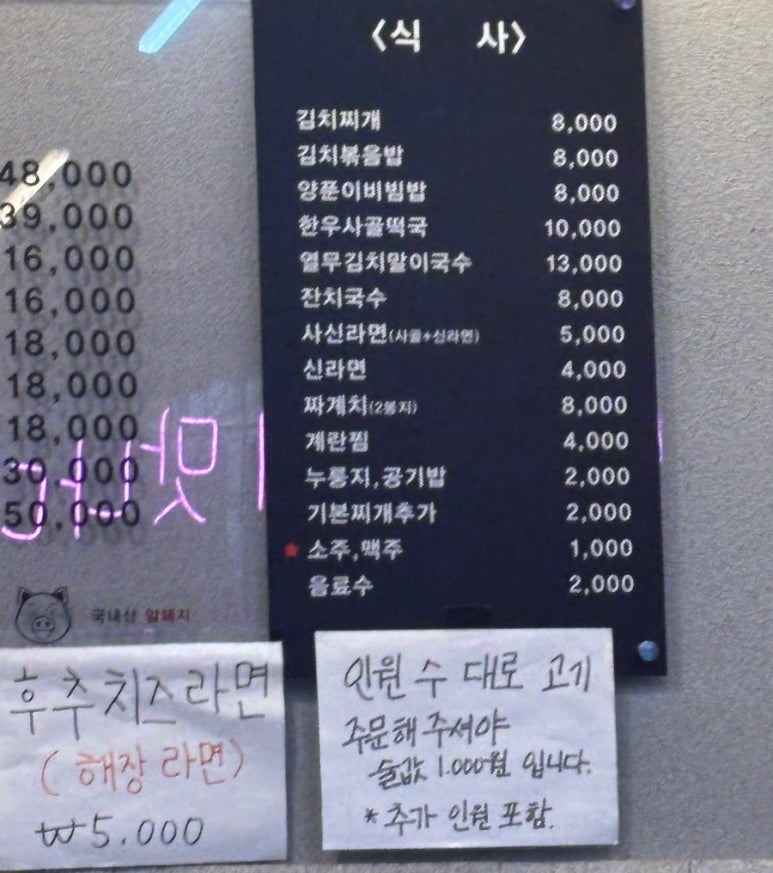 48,000
39,000
16,000
16,000
18,000
18,000
18,000
30,000
50,000
국내산 암돼지
<식 사>
김치찌개 8,000
김치볶음밥 8,000
양푼이비빔밥 8,000
한우사골떡국 10,000
열무김치말이국수 13,000
잔치국수 8,000
사신라면(사골+신라면) 5,000
신라면 4,000
짜계치(2봉지) 8,000
계란찜 4,000
누룽지,공기밥 2,000
기본찌개추가 2,000
★ 소주,맥주 1,000
음료수 2,000
후추치즈라면
(해장 라면)
₩5.000
인원 수 대로 고기
주문해 주셔야
술값 1.000원 입니다.
*추가 인원 포함.